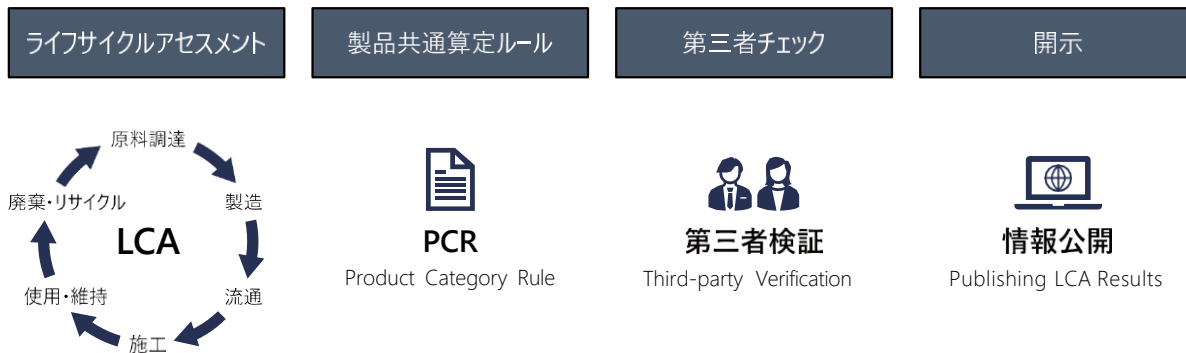 ライフサイクルアセスメント
製品共通算定ルール
第三者チェック
開示
原料調達
廃棄・リサイクル
製造
LCA
使用・維持
流通
施工
PCR
Product Category Rule
第三者検証
Third-party Verification
情報公開
Publishing LCA Results